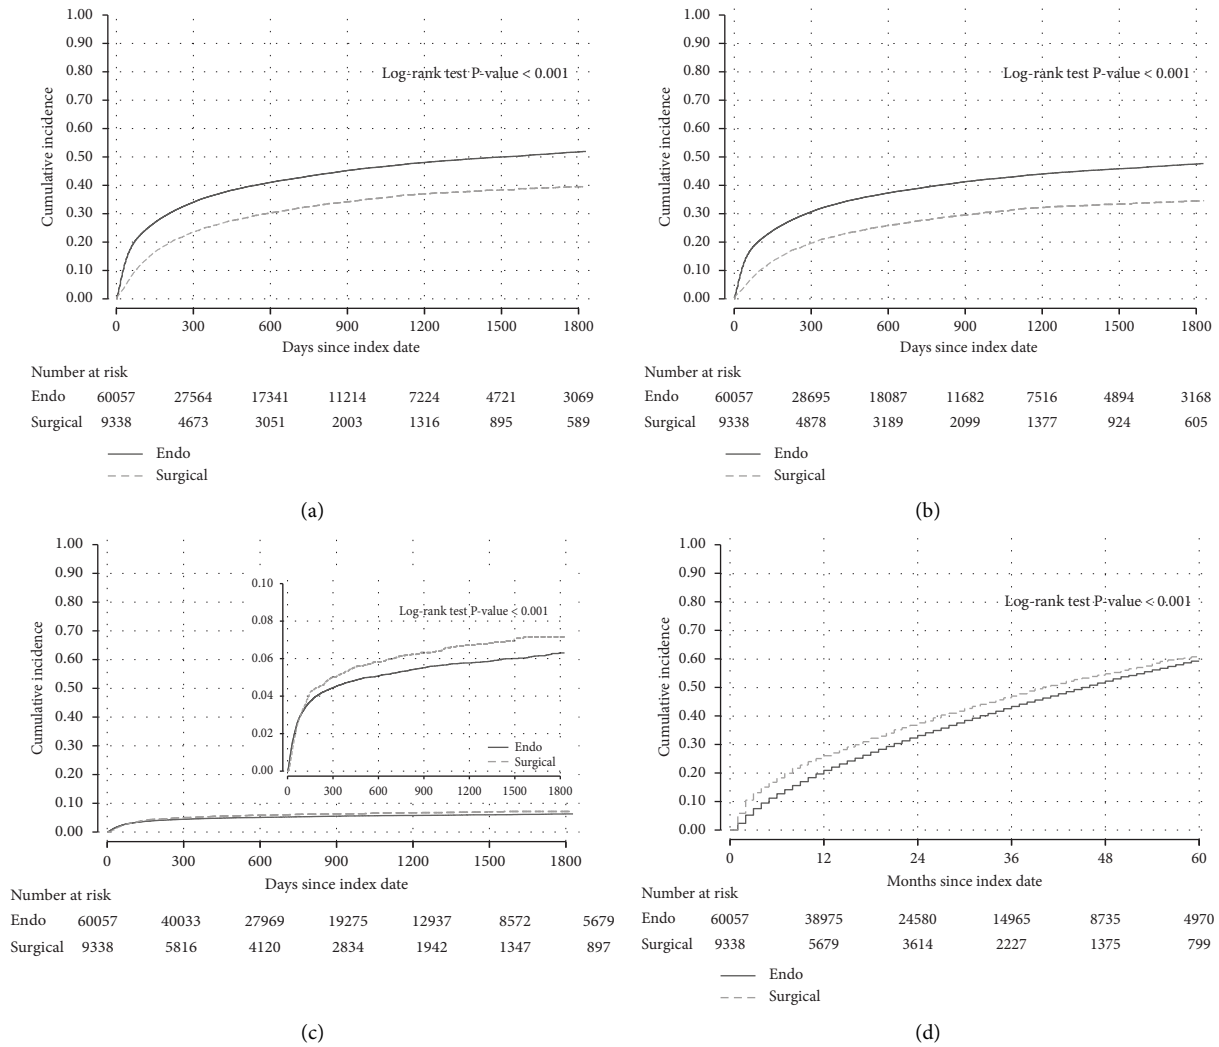 1.00
0.90
0.80
0.70
0.60
0.50
0.40
0.30
0.20
0.10
0.00
Cumulative incidence
Log-rank test P-value < 0.001
0 300 600 900 1200 1500 1800
Days since index date
Number at risk
Endo 60057 27564 17341 11214 7224 4721 3069
Surgical 9338 4673 3051 2003 1316 895 589
Endo
Surgical
(a)
1.00
0.90
0.80
0.70
0.60
0.50
0.40
0.30
0.20
0.10
0.00
Cumulative incidence
Log-rank test P-value < 0.001
0 300 600 900 1200 1500 1800
Days since index date
Number at risk
Endo 60057 28695 18087 11682 7516 4894 3168
Surgical 9338 4878 3189 2099 1377 924 605
Endo
Surgical
(b)
1.00
0.90
0.80
0.70
0.60
0.50
0.40
0.30
0.20
0.10
0.00
Cumulative incidence
0.10
0.08
0.06
0.04
0.02
0.00
Log-rank test P-value < 0.001
Endo
Surgical
0 300 600 900 1200 1500 1800
0 300 600 900 1200 1500 1800
Days since index date
Number at risk
Endo 60057 40033 27969 19275 12937 8572 5679
Surgical 9338 5816 4120 2834 1942 1347 897
(c)
1.00
0.90
0.80
0.70
0.60
0.50
0.40
0.30
0.20
0.10
0.00
Cumulative incidence
Log-rank test P-value < 0.001
0 12 24 36 48 60
Months since index date
Number at risk
Endo 60057 38975 24580 14965 8735 4970
Surgical 9338 5679 3614 2227 1375 799
Endo
Surgical
(d)